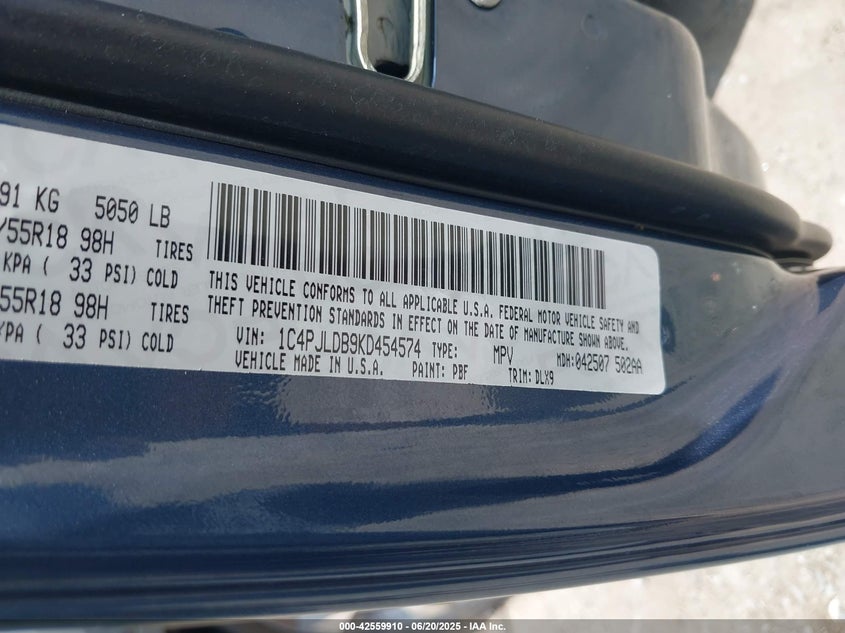 91 KG 5050 LB
/55R18 98H TIRES
KPA ( 33 PSI) COLD
55R18 98H TIRES
KPA ( 33 PSI) COLD
THIS VEHICLE CONFORMS TO ALL APPLICABLE U.S.A. FEDERAL MOTOR VEHICLE SAFETY AND
THEFT PREVENTION STANDARDS IN EFFECT ON THE DATE OF MANUFACTURE SHOWN ABOVE.
VIN: 1C4PJLDB9KD454574 TYPE: MPV MDH:042507 502AA
VEHICLE MADE IN U.S.A. PAINT: PBF TRIM: DLX9
000-42559910 | 06/20/2025 - IAA Inc.